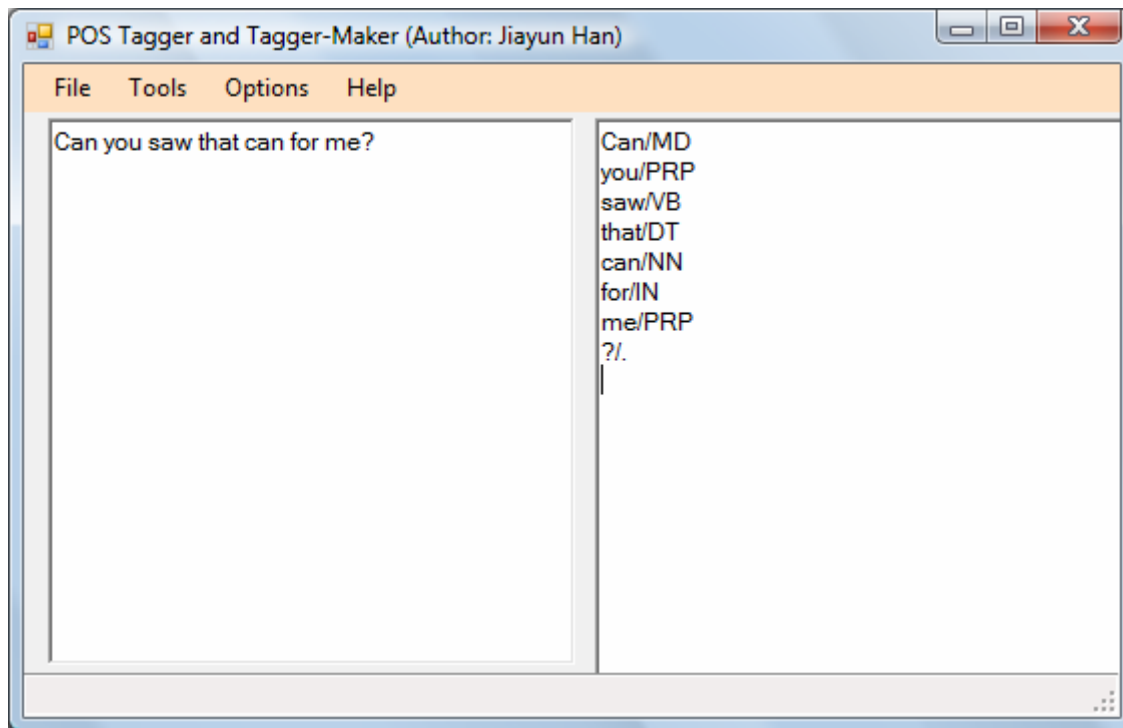 POS Tagger and Tagger-Maker (Author: Jiayun Han)
File Tools Options Help
Can you saw that can for me?
Can/MD
you/PRP
saw/VB
that/DT
can/NN
for/IN
me/PRP
?/.